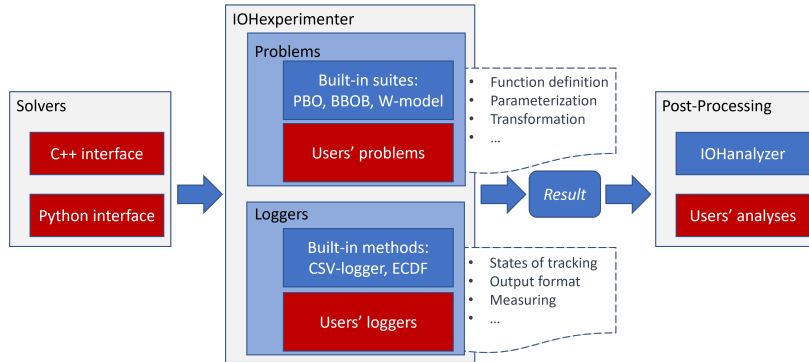 IOHexperimenter
Problems
Built-in suites:
PBO, BBOB, W-model
Users' problems
• Function definition
• Parameterization
• Transformation
• ...
Solvers
C++ interface
Python interface
Result
Post-Processing
IOHanalyzer
Users' analyses
Loggers
Built-in methods:
CSV-logger, ECDF
Users' loggers
• States of tracking
• Output format
• Measuring
• ...